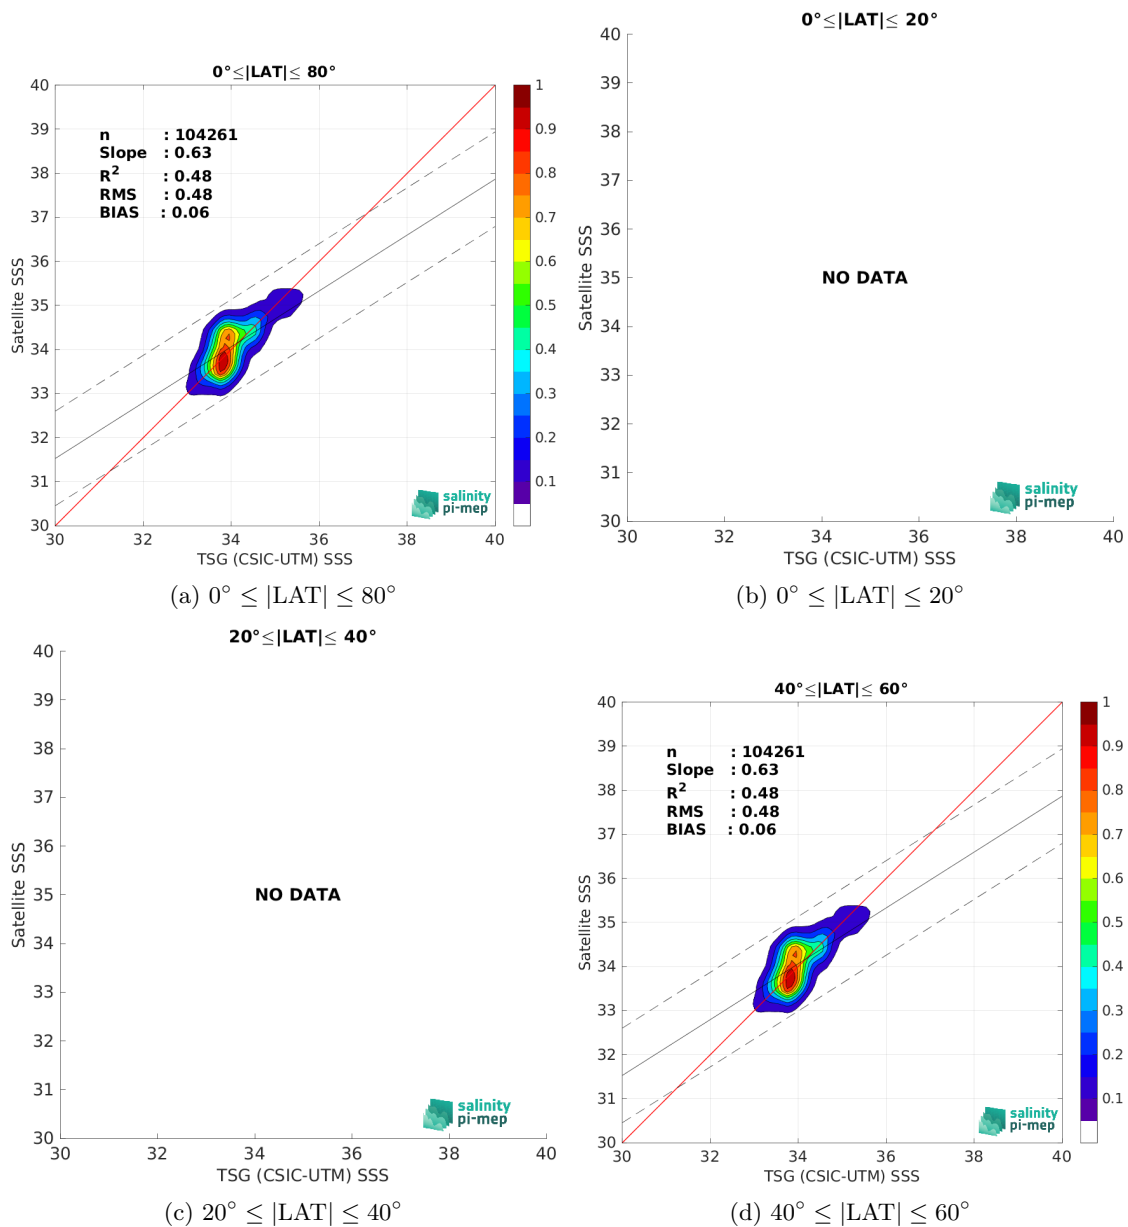 0°≤|LAT|≤ 80°
40
39
38
37
36
35
34
33
32
31
30
30
32
34
36
38
40
n : 104261
Slope : 0.63
R² : 0.48
RMS : 0.48
BIAS : 0.06
Satellite SSS
TSG (CSIC-UTM) SSS
1
0.9
0.8
0.7
0.6
0.5
0.4
0.3
0.2
0.1
salinity
pi-mep
(a) 0° ≤ |LAT| ≤ 80°
0°≤|LAT|≤ 20°
40
39
38
37
36
35
34
33
32
31
30
30
32
34
36
38
40
NO DATA
Satellite SSS
TSG (CSIC-UTM) SSS
salinity
pi-mep
(b) 0° ≤ |LAT| ≤ 20°
20°≤|LAT|≤ 40°
40
39
38
37
36
35
34
33
32
31
30
30
32
34
36
38
40
NO DATA
Satellite SSS
TSG (CSIC-UTM) SSS
salinity
pi-mep
(c) 20° ≤ |LAT| ≤ 40°
40°≤|LAT|≤ 60°
40
39
38
37
36
35
34
33
32
31
30
30
32
34
36
38
40
n : 104261
Slope : 0.63
R² : 0.48
RMS : 0.48
BIAS : 0.06
Satellite SSS
TSG (CSIC-UTM) SSS
1
0.9
0.8
0.7
0.6
0.5
0.4
0.3
0.2
0.1
salinity
pi-mep
(d) 40° ≤ |LAT| ≤ 60°